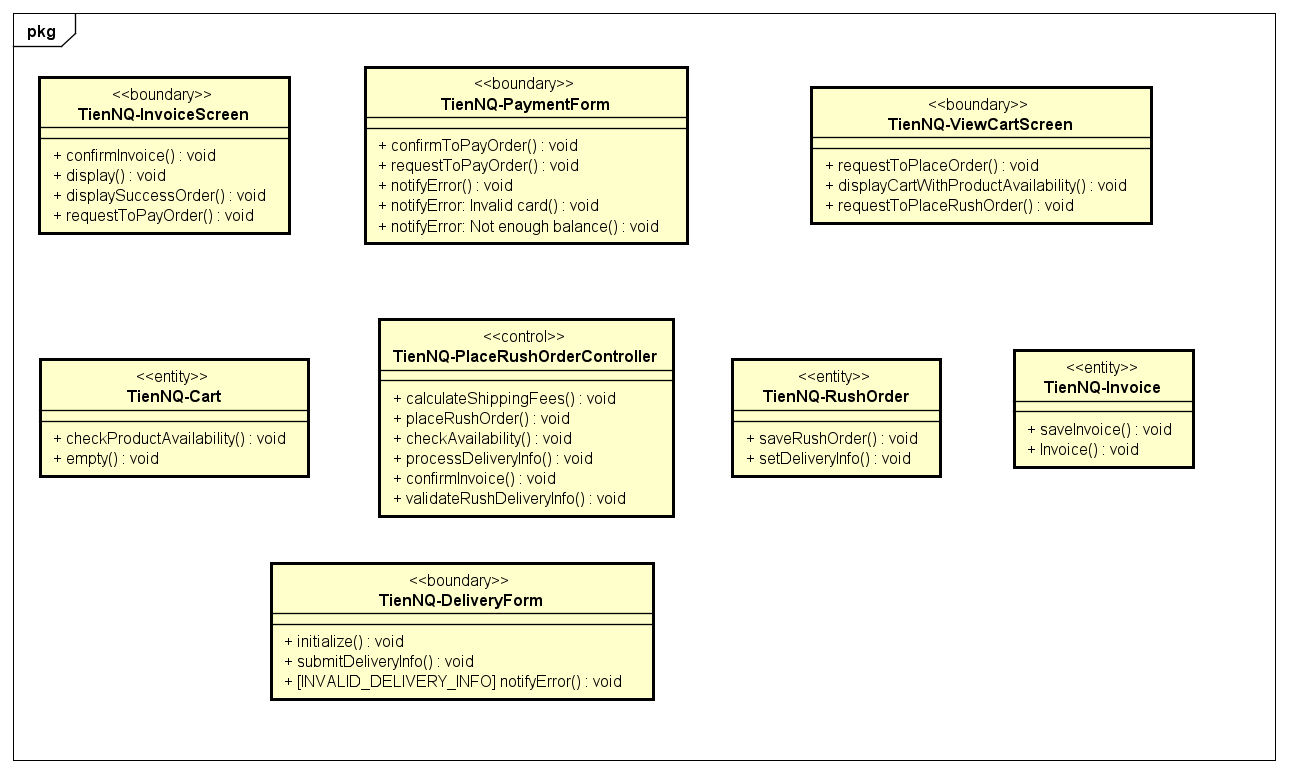 pkg
<<boundary>>
TienNQ-InvoiceScreen
+ confirmInvoice() : void
+ display() : void
+ displaySuccessOrder() : void
+ requestToPayOrder() : void
<<boundary>>
TienNQ-PaymentForm
+ confirmToPayOrder() : void
+ requestToPayOrder() : void
+ notifyError() : void
+ notifyError: Invalid card() : void
+ notifyError: Not enough balance() : void
<<boundary>>
TienNQ-ViewCartScreen
+ requestToPlaceOrder() : void
+ displayCartWithProductAvailability() : void
+ requestToPlaceRushOrder() : void
<<entity>>
TienNQ-Cart
+ checkProductAvailability() : void
+ empty() : void
<<control>>
TienNQ-PlaceRushOrderController
+ calculateShippingFees() : void
+ placeRushOrder() : void
+ checkAvailability() : void
+ processDeliveryInfo() : void
+ confirmInvoice() : void
+ validateRushDeliveryInfo() : void
<<entity>>
TienNQ-RushOrder
+ saveRushOrder() : void
+ setDeliveryInfo() : void
<<entity>>
TienNQ-Invoice
+ saveInvoice() : void
+ Invoice() : void
<<boundary>>
TienNQ-DeliveryForm
+ initialize() : void
+ submitDeliveryInfo() : void
+ [INVALID_DELIVERY_INFO] notifyError() : void